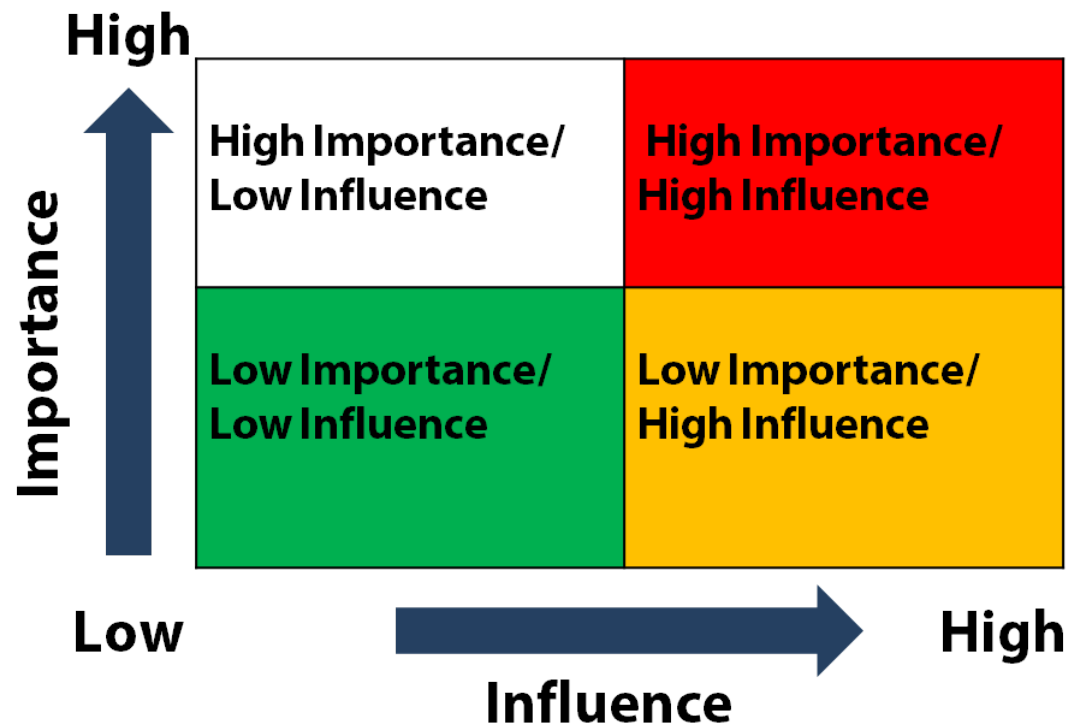 High
High Importance/
Low Influence
High Importance/
High Influence
Importance
Low Importance/
Low Influence
Low Importance/
High Influence
Low
High
Influence